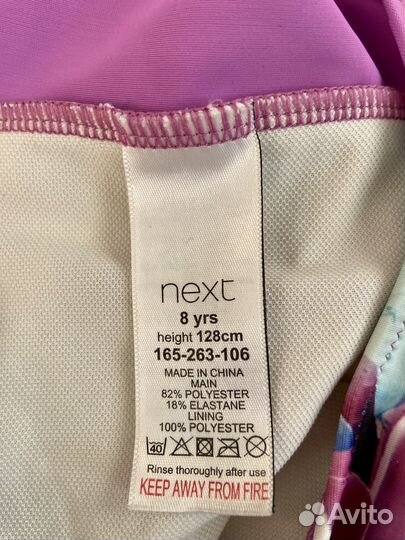 next
8 yrs
height 128cm
165-263-106
MADE IN CHINA
MAIN
82% POLYESTER
18% ELASTANE
LINING
100% POLYESTER
40
Rinse thoroughly after use
KEEP AWAY FROM FIRE
Avito